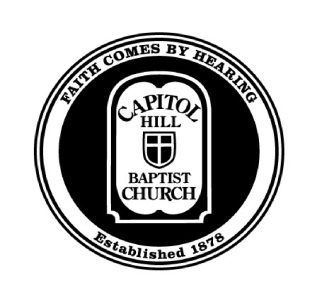 FAITH COMES BY HEARING
CAPITOL
HILL
BAPTIST
CHURCH
Established 1878